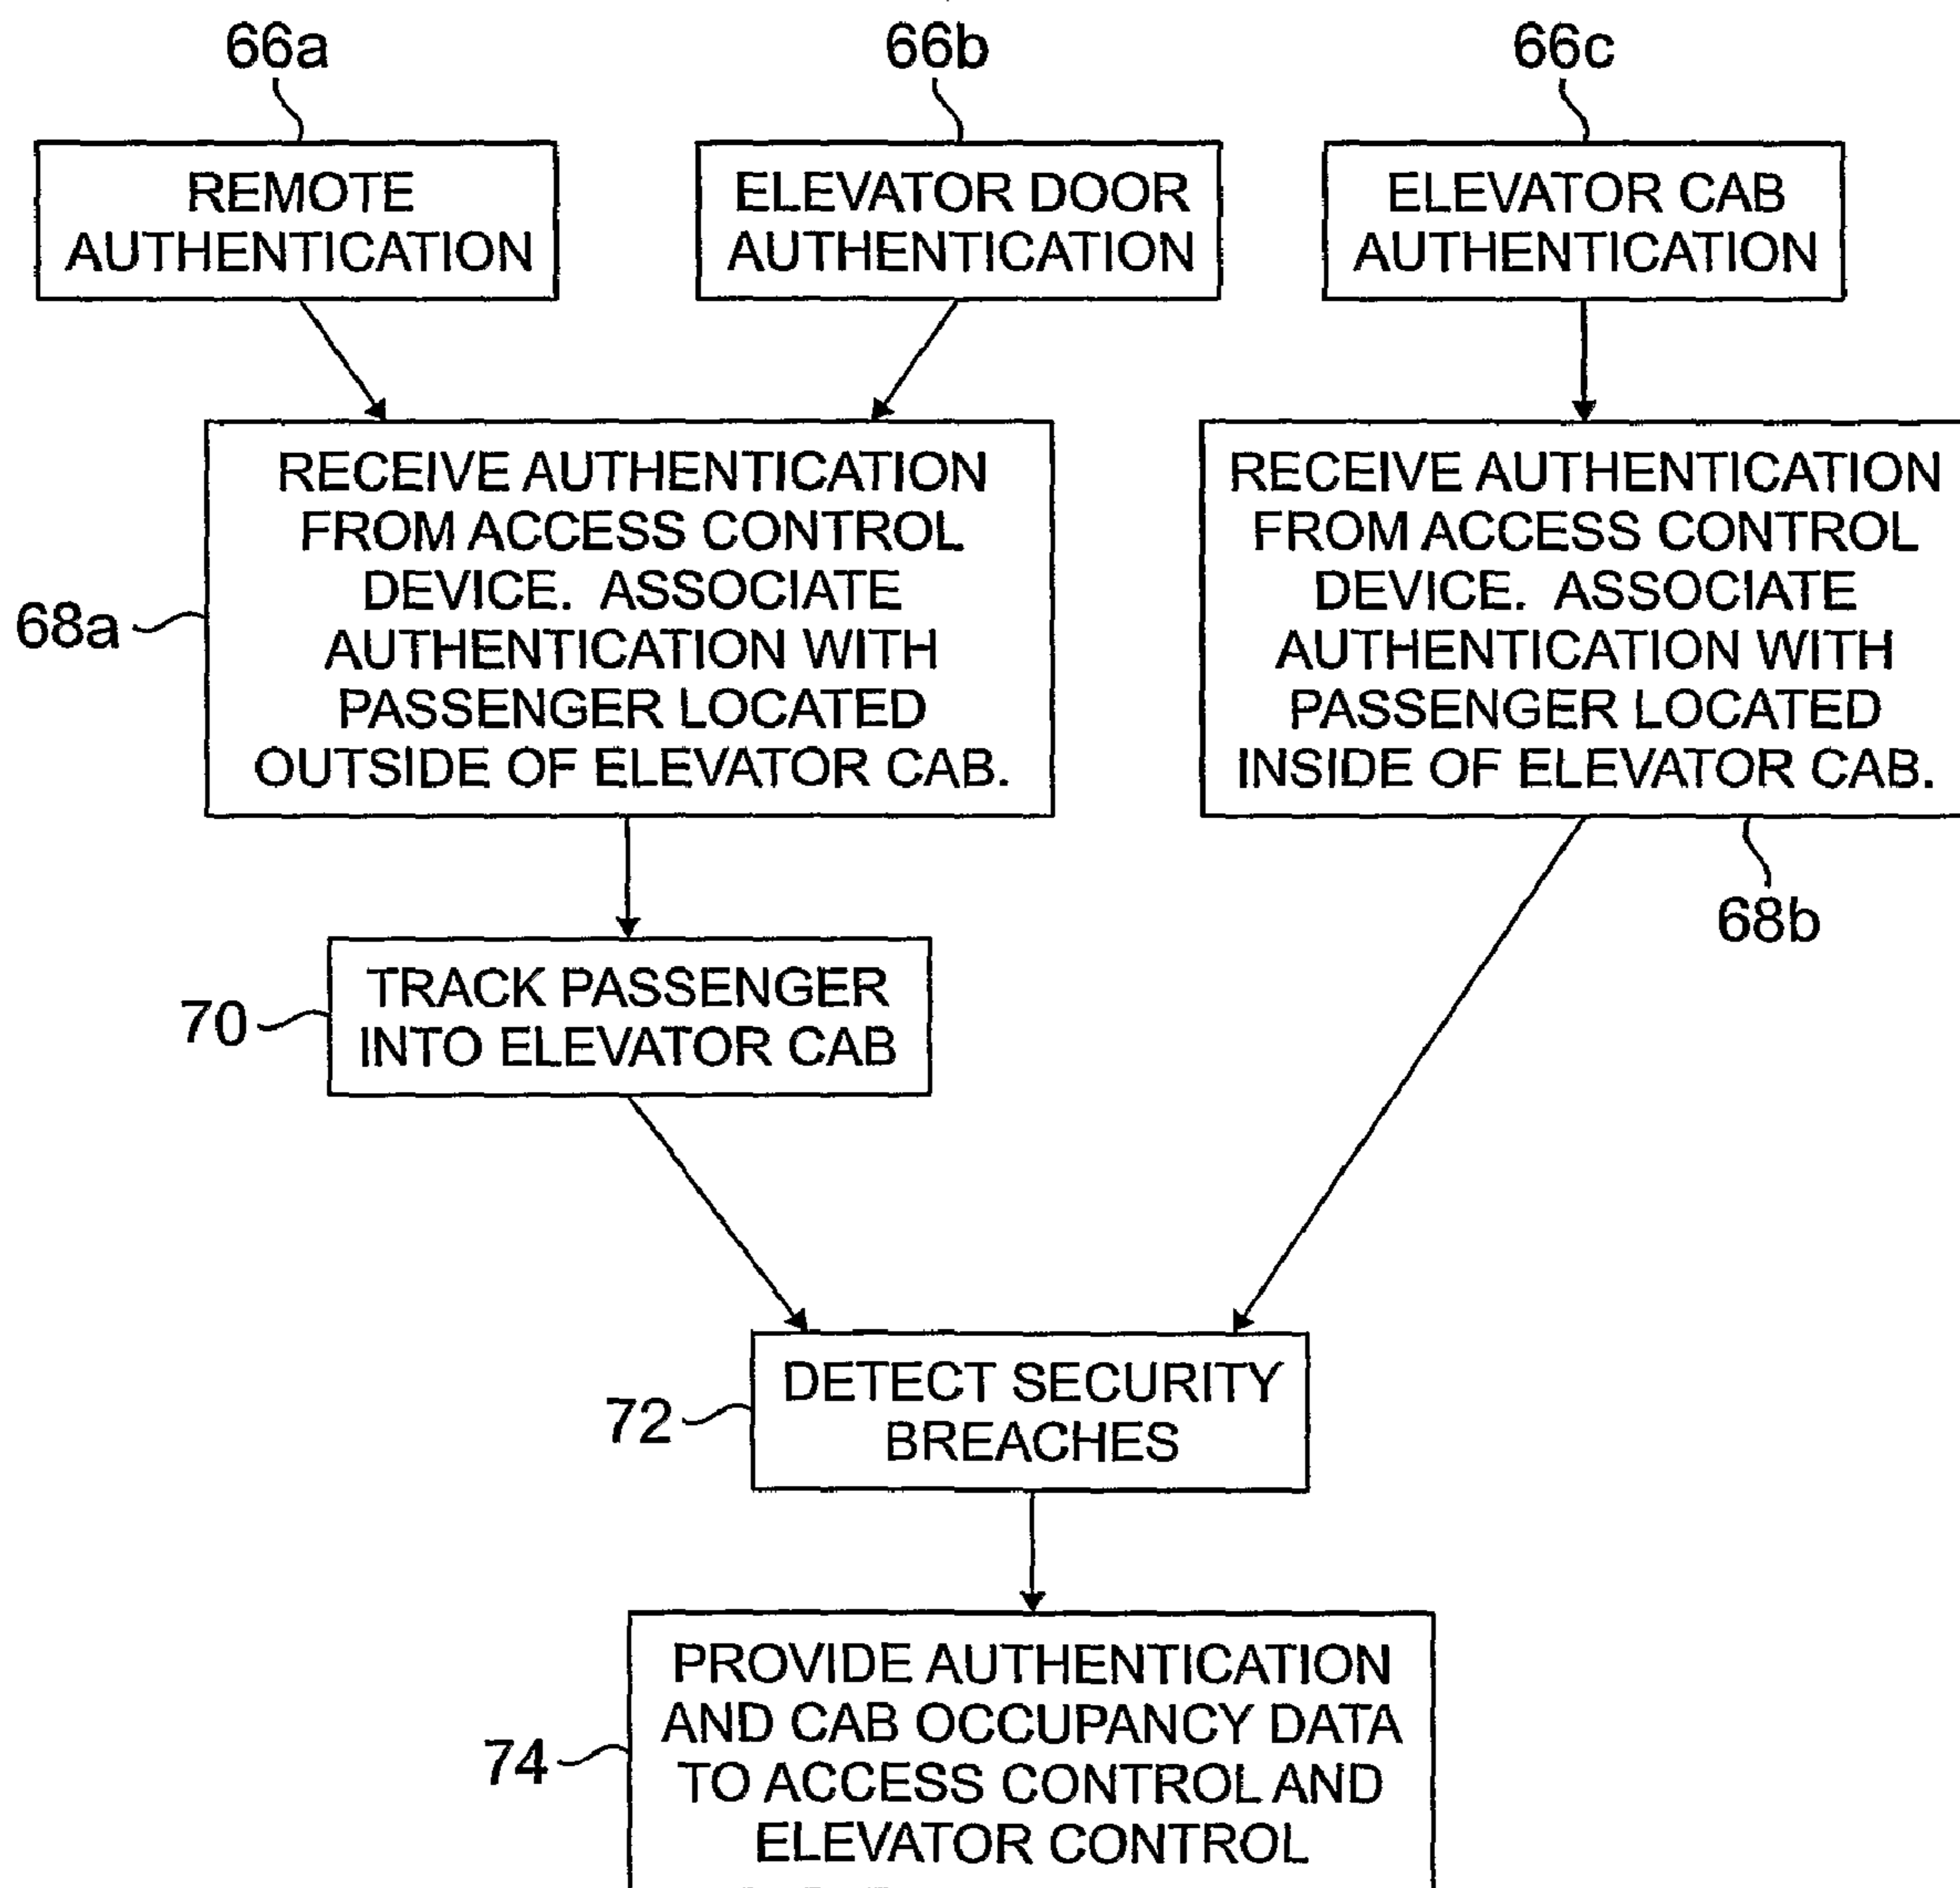 66a
66b
66c
REMOTE
AUTHENTICATION
ELEVATOR DOOR
AUTHENTICATION
ELEVATOR CAB
AUTHENTICATION
RECEIVE AUTHENTICATION
FROM ACCESS CONTROL
DEVICE. ASSOCIATE
AUTHENTICATION WITH
PASSENGER LOCATED
OUTSIDE OF ELEVATOR CAB.
68a
RECEIVE AUTHENTICATION
FROM ACCESS CONTROL
DEVICE. ASSOCIATE
AUTHENTICATION WITH
PASSENGER LOCATED
INSIDE OF ELEVATOR CAB.
68b
70
TRACK PASSENGER
INTO ELEVATOR CAB
72
DETECT SECURITY
BREACHES
74
PROVIDE AUTHENTICATION
AND CAB OCCUPANCY DATA
TO ACCESS CONTROL AND
ELEVATOR CONTROL